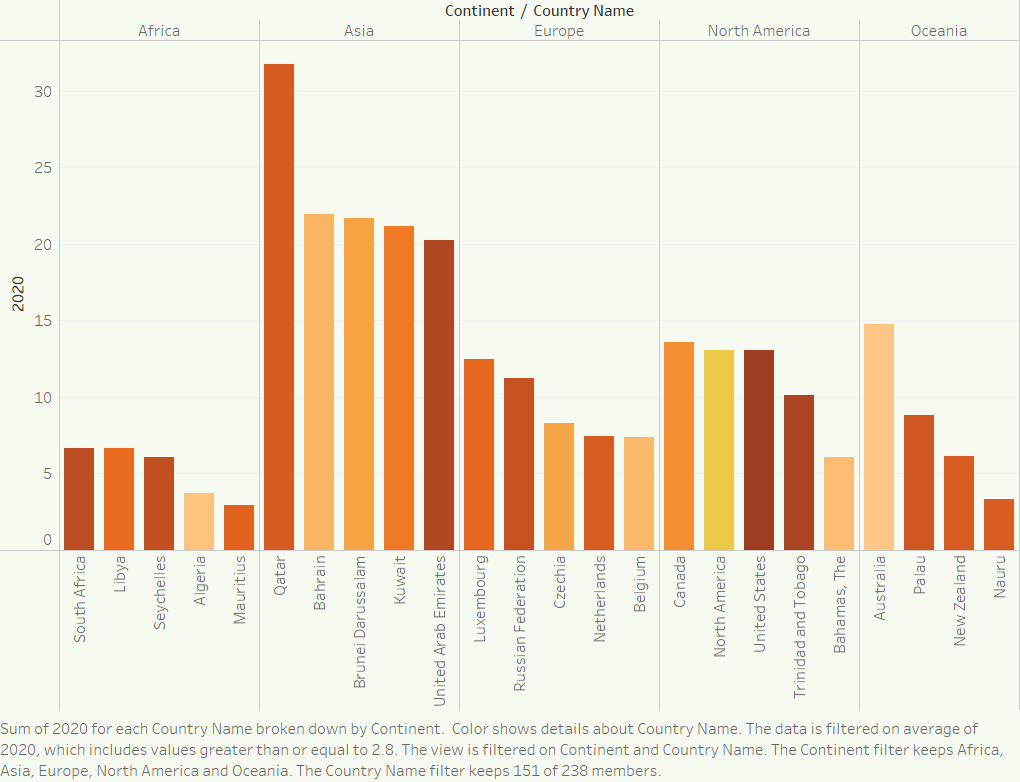 Continent / Country Name
Africa Asia Europe North America Oceania
2020
30
25
20
15
10
5
0
South Africa
Libya
Seychelles
Algeria
Mauritius
Qatar
Bahrain
Brunei Darussalam
Kuwait
United Arab Emirates
Luxembourg
Russian Federation
Czechia
Netherlands
Belgium
Canada
North America
United States
Trinidad and Tobago
Bahamas, The
Australia
Palau
New Zealand
Nauru
Sum of 2020 for each Country Name broken down by Continent.  Color shows details about Country Name. The data is filtered on average of
2020, which includes values greater than or equal to 2.8. The view is filtered on Continent and Country Name. The Continent filter keeps Africa,
Asia, Europe, North America and Oceania. The Country Name filter keeps 151 of 238 members.